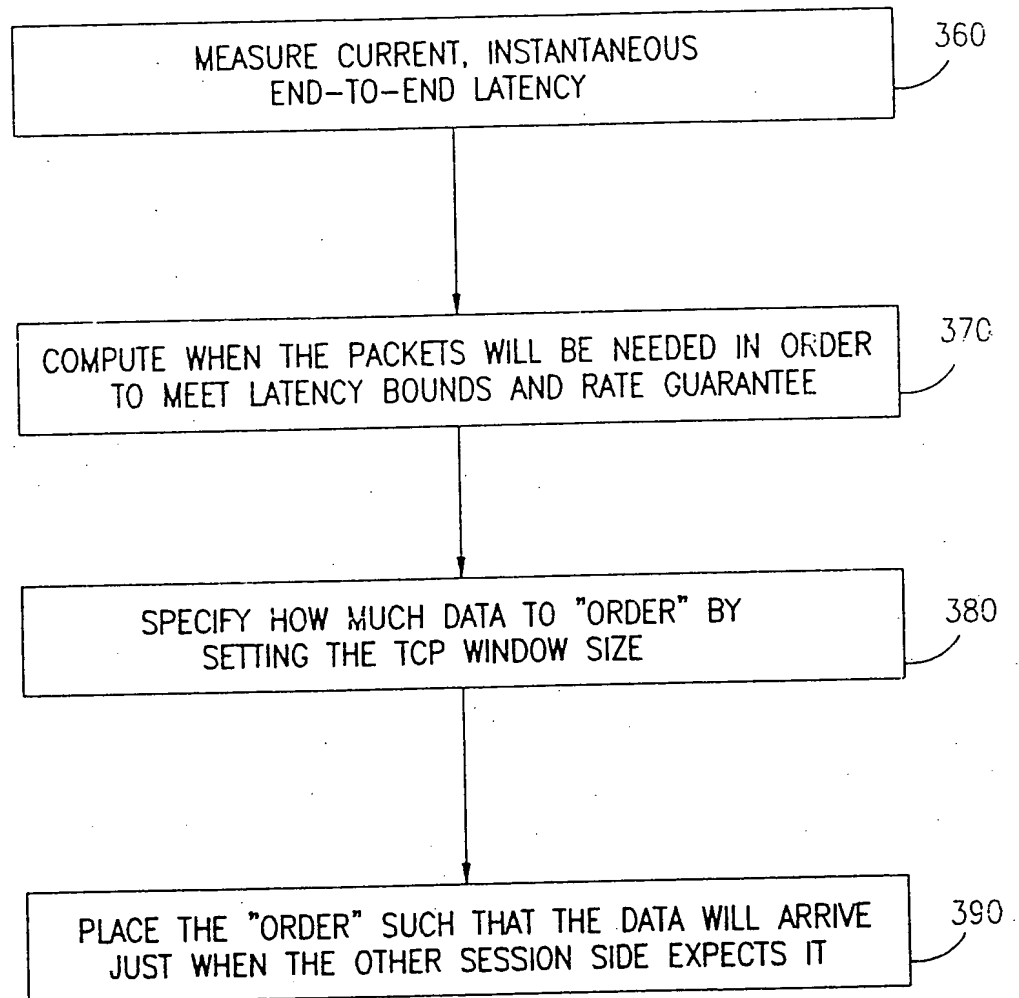 MEASURE CURRENT, INSTANTANEOUS
END-TO-END LATENCY
360
COMPUTE WHEN THE PACKETS WILL BE NEEDED IN ORDER
TO MEET LATENCY BOUNDS AND RATE GUARANTEE
370
SPECIFY HOW MUCH DATA TO "ORDER" BY
SETTING THE TCP WINDOW SIZE
380
PLACE THE "ORDER" SUCH THAT THE DATA WILL ARRIVE
JUST WHEN THE OTHER SESSION SIDE EXPECTS IT
390